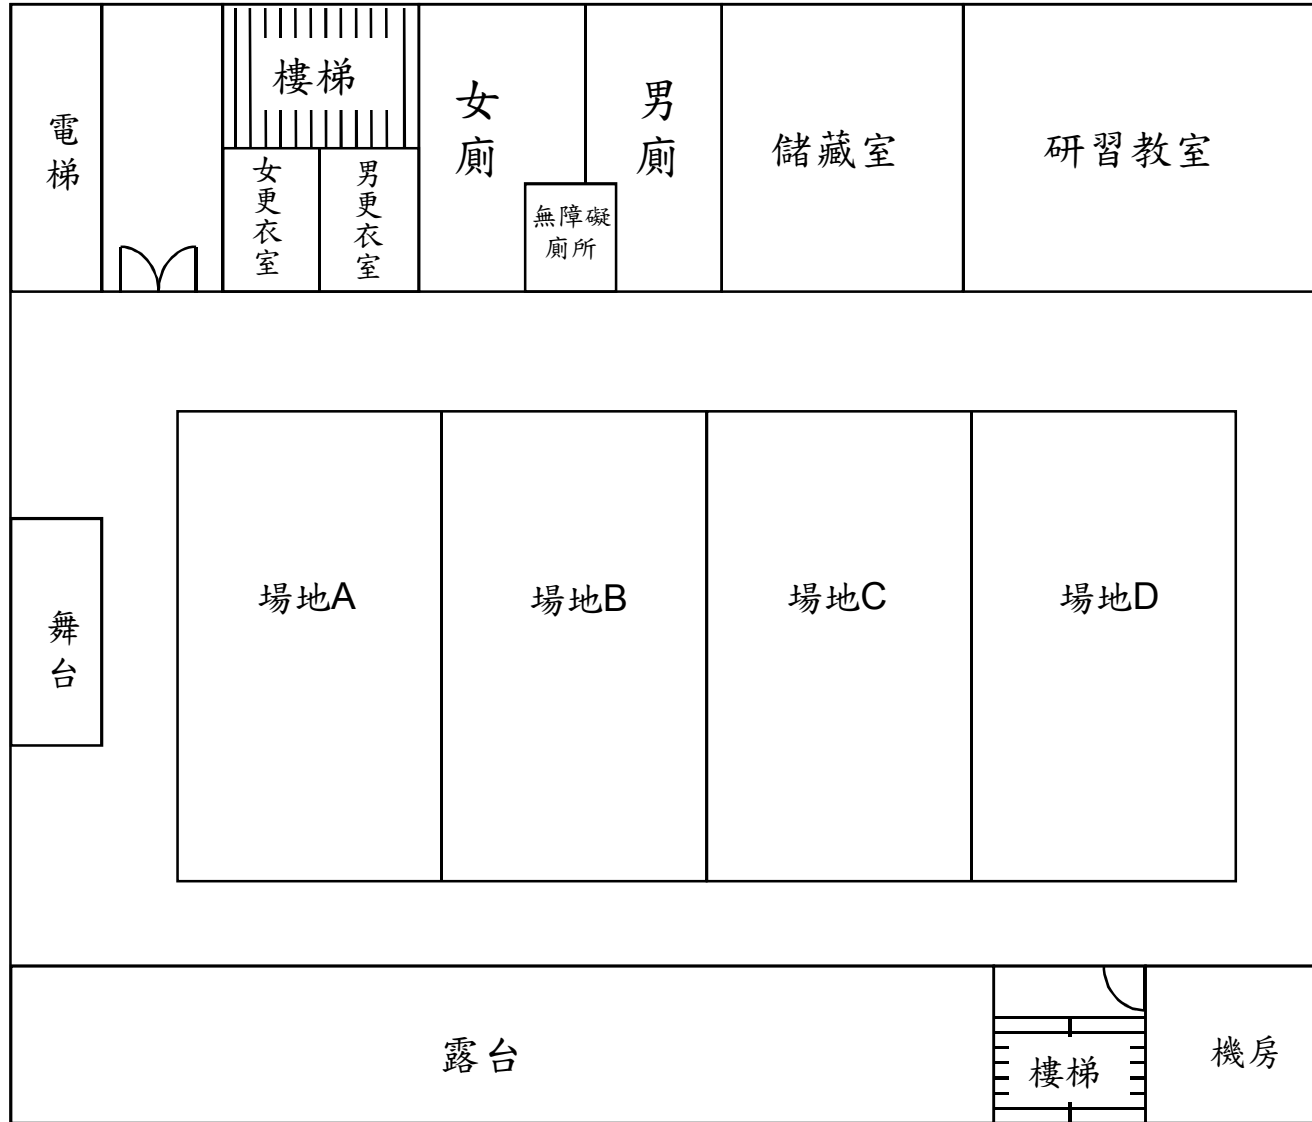 電梯
樓梯
女更衣室
男更衣室
女廁
男廁
無障礙
廁所
儲藏室
研習教室
場地A
場地B
場地C
場地D
舞台
露台
樓梯
機房